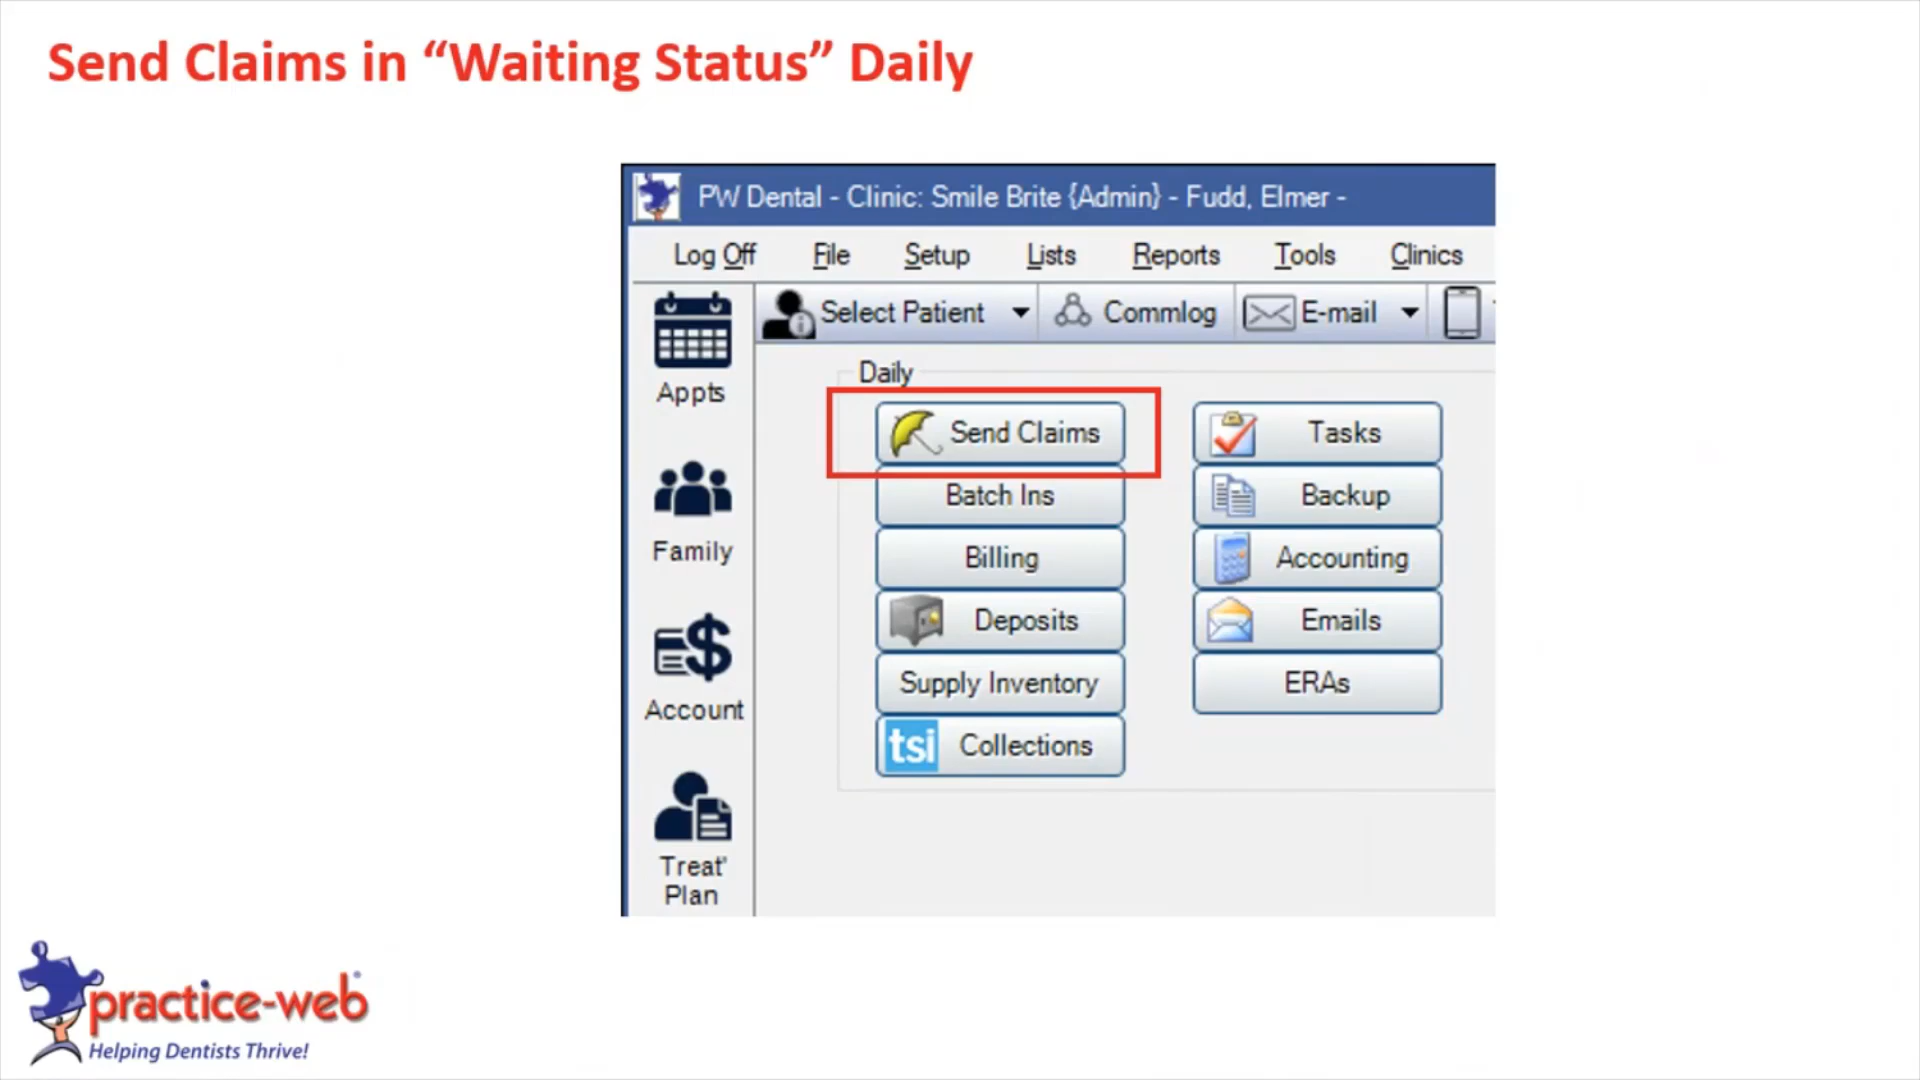 Send Claims in “Waiting Status” Daily
PW Dental - Clinic: Smile Brite {Admin} - Fudd, Elmer -
Log Off File Setup Lists Reports Tools Clinics
Select Patient Commlog E-mail
Appts
Family
Account
Treat'
Plan
Daily
Send Claims
Batch Ins
Billing
Deposits
Supply Inventory
tsi Collections
Tasks
Backup
Accounting
Emails
ERAs
practice-web
Helping Dentists Thrive!